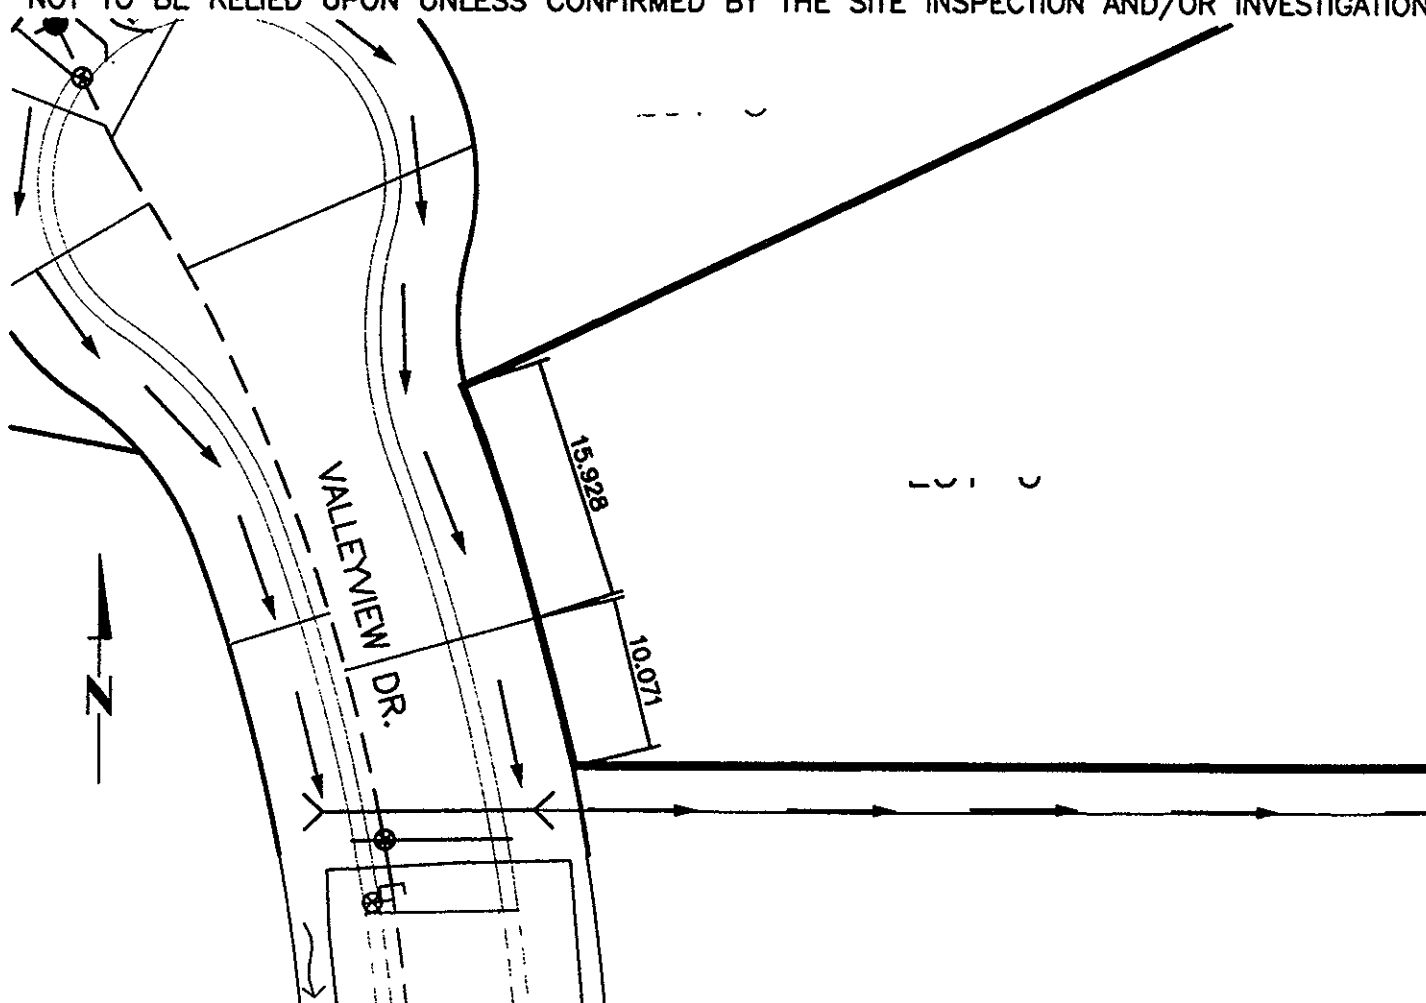 NOT TO BE RELIED UPON UNLESS CONFIRMED BY THE SITE INSPECTION AND/OR INVESTIGATION
15.928
VALLEYVIEW DR.
10.071
N